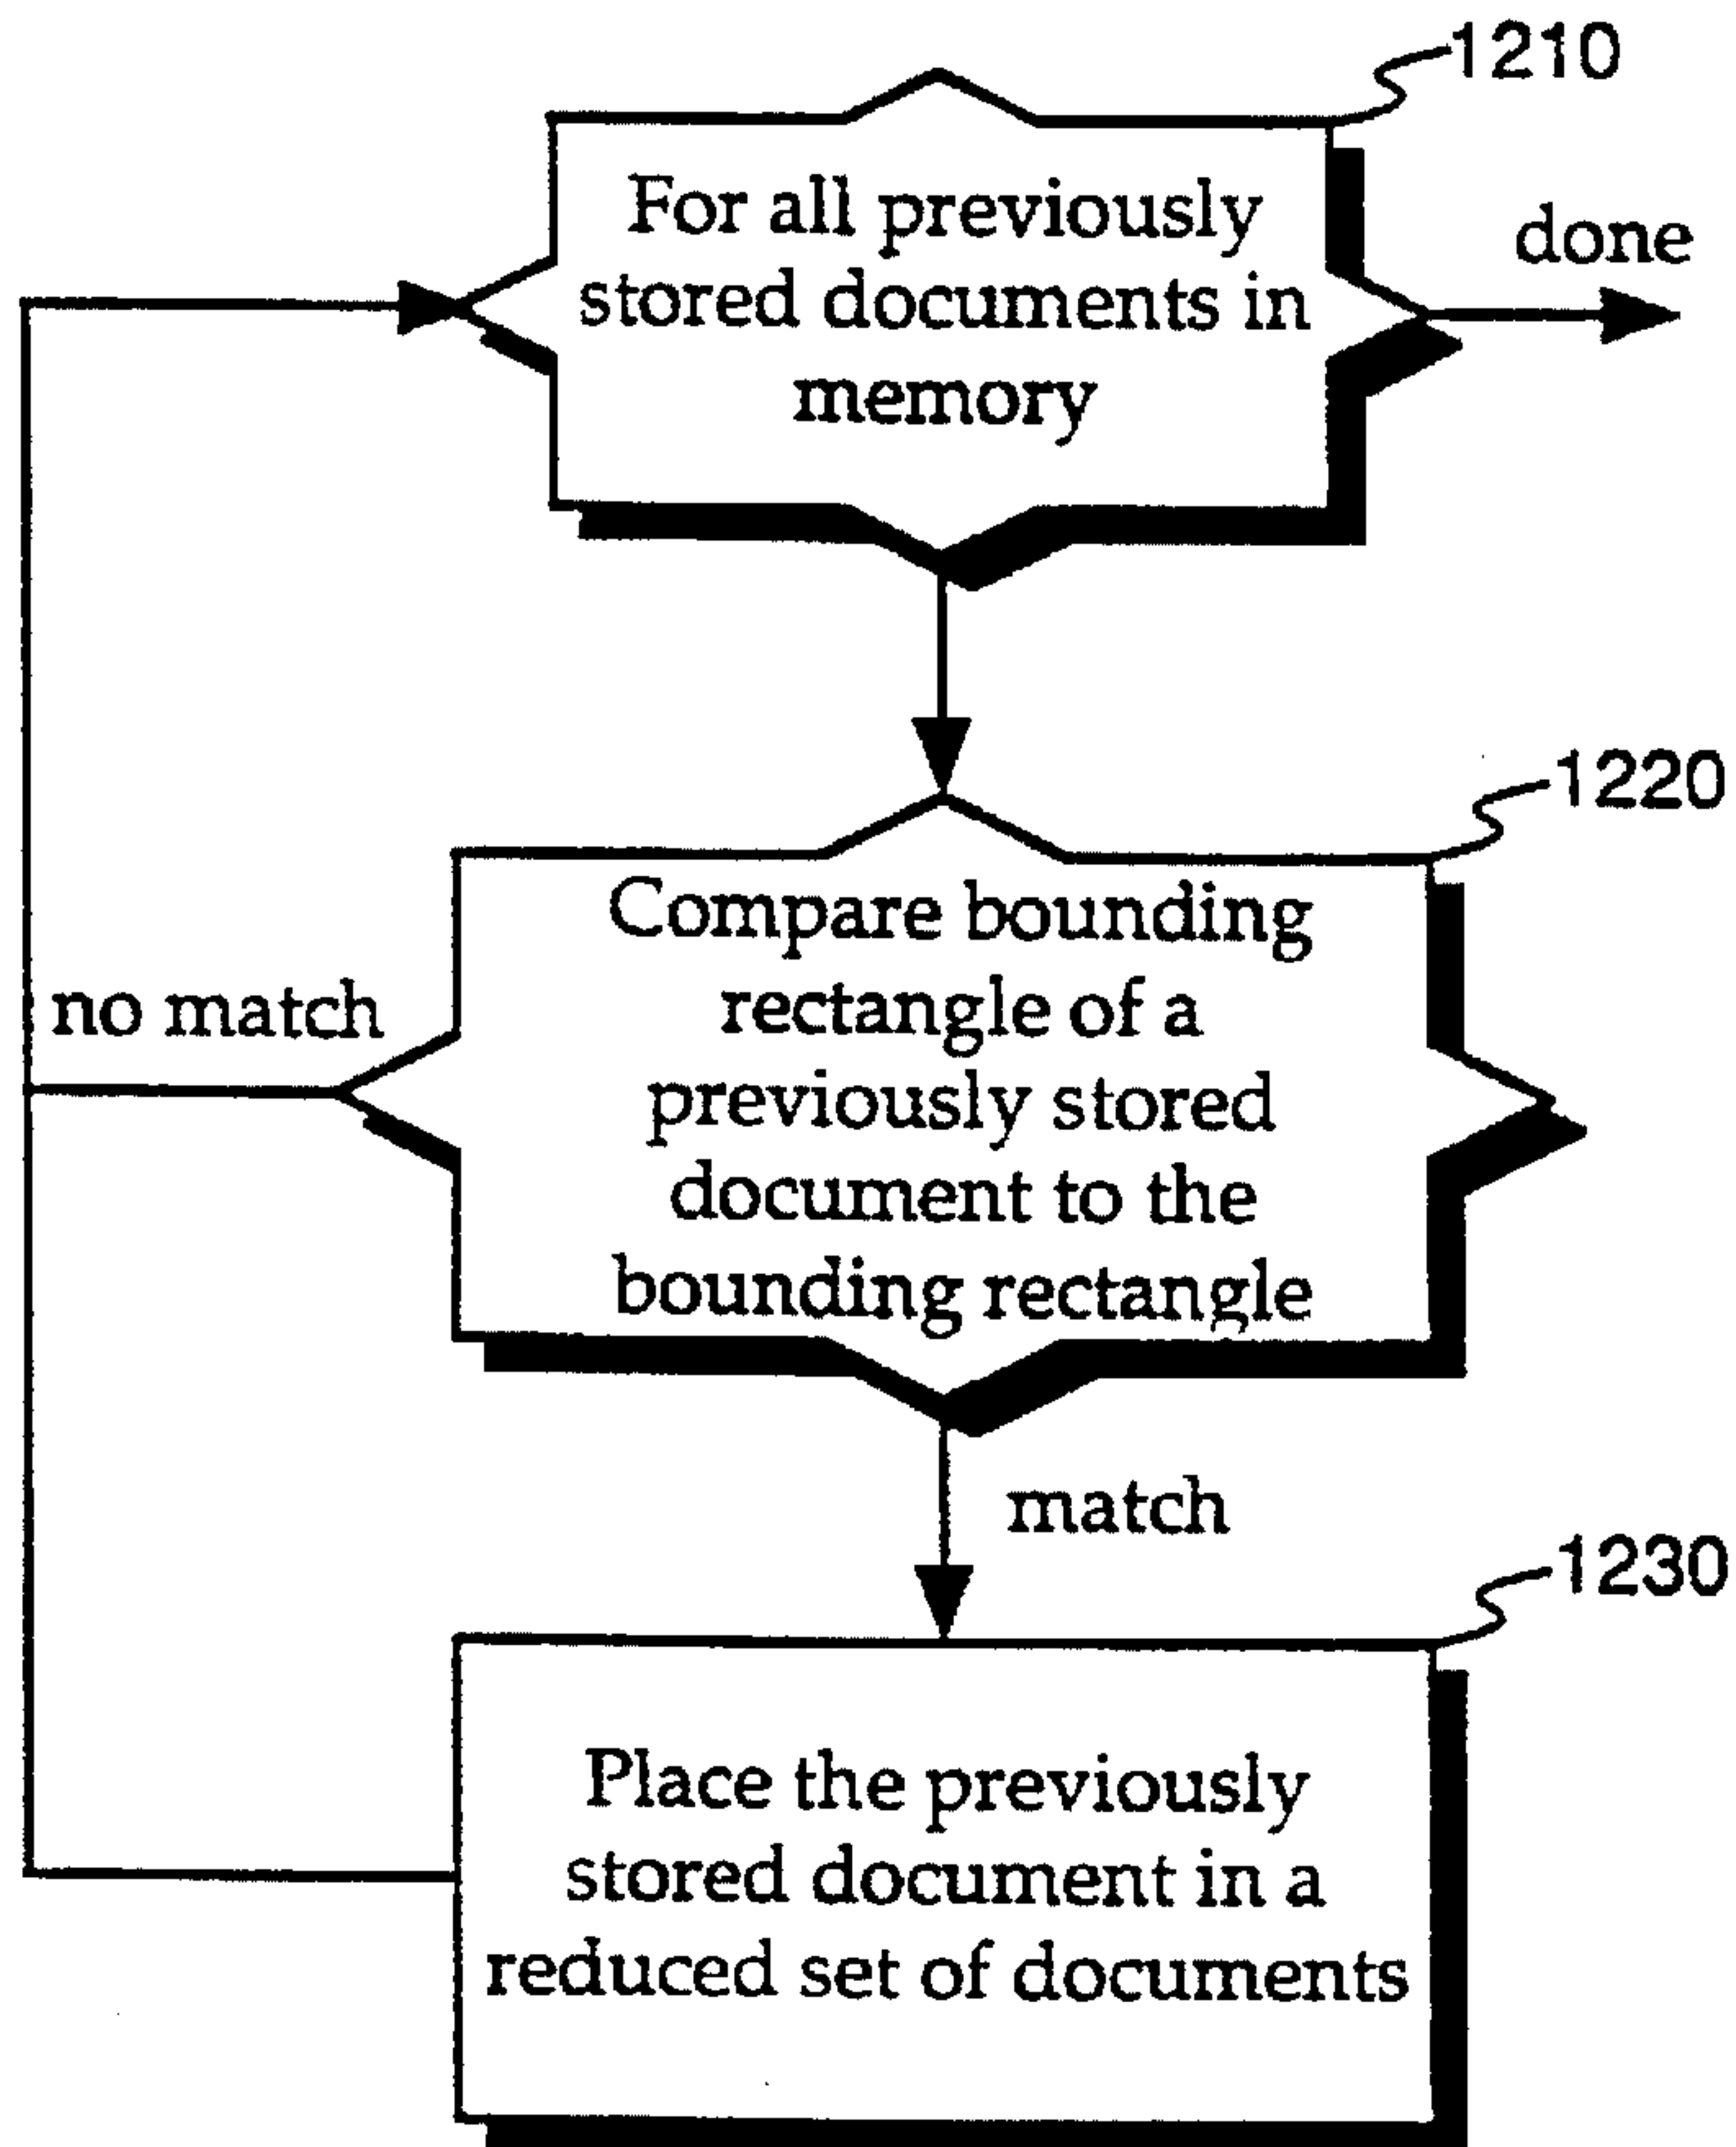 1210
For all previously
stored documents in
memory
done
1220
Compare bounding
rectangle of a
previously stored
document to the
bounding rectangle
no match
match
1230
Place the previously
stored document in a
reduced set of documents